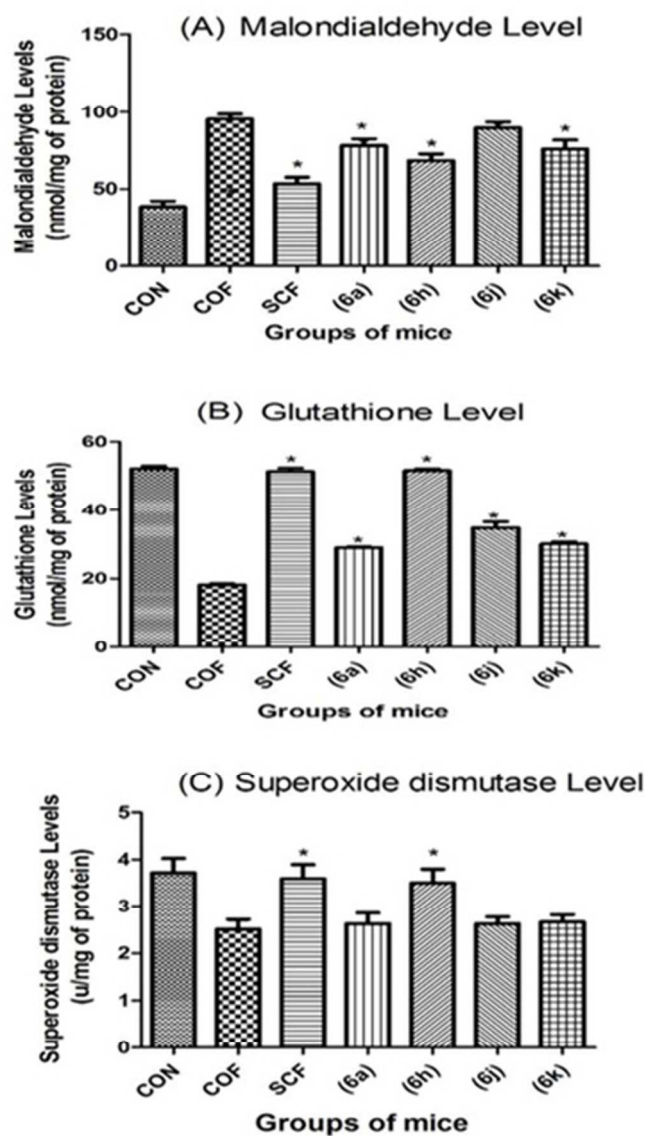 (A) Malondialdehyde Level
Malondialdehyde Levels
(nmol/mg of protein)
150
100
50
0
* * * *
CON COF SCF (6a) (6h) (6j) (6k)
Groups of mice
(B) Glutathione Level
Glutathione Levels
(nmol/mg of protein)
60
40
20
0
* * * * *
CON COF SCF (6a) (6h) (6j) (6k)
Groups of mice
(C) Superoxide dismutase Level
Superoxide dismutase Levels
(u/mg of protein)
5
4
3
2
1
0
* *
CON COF SCF (6a) (6h) (6j) (6k)
Groups of mice